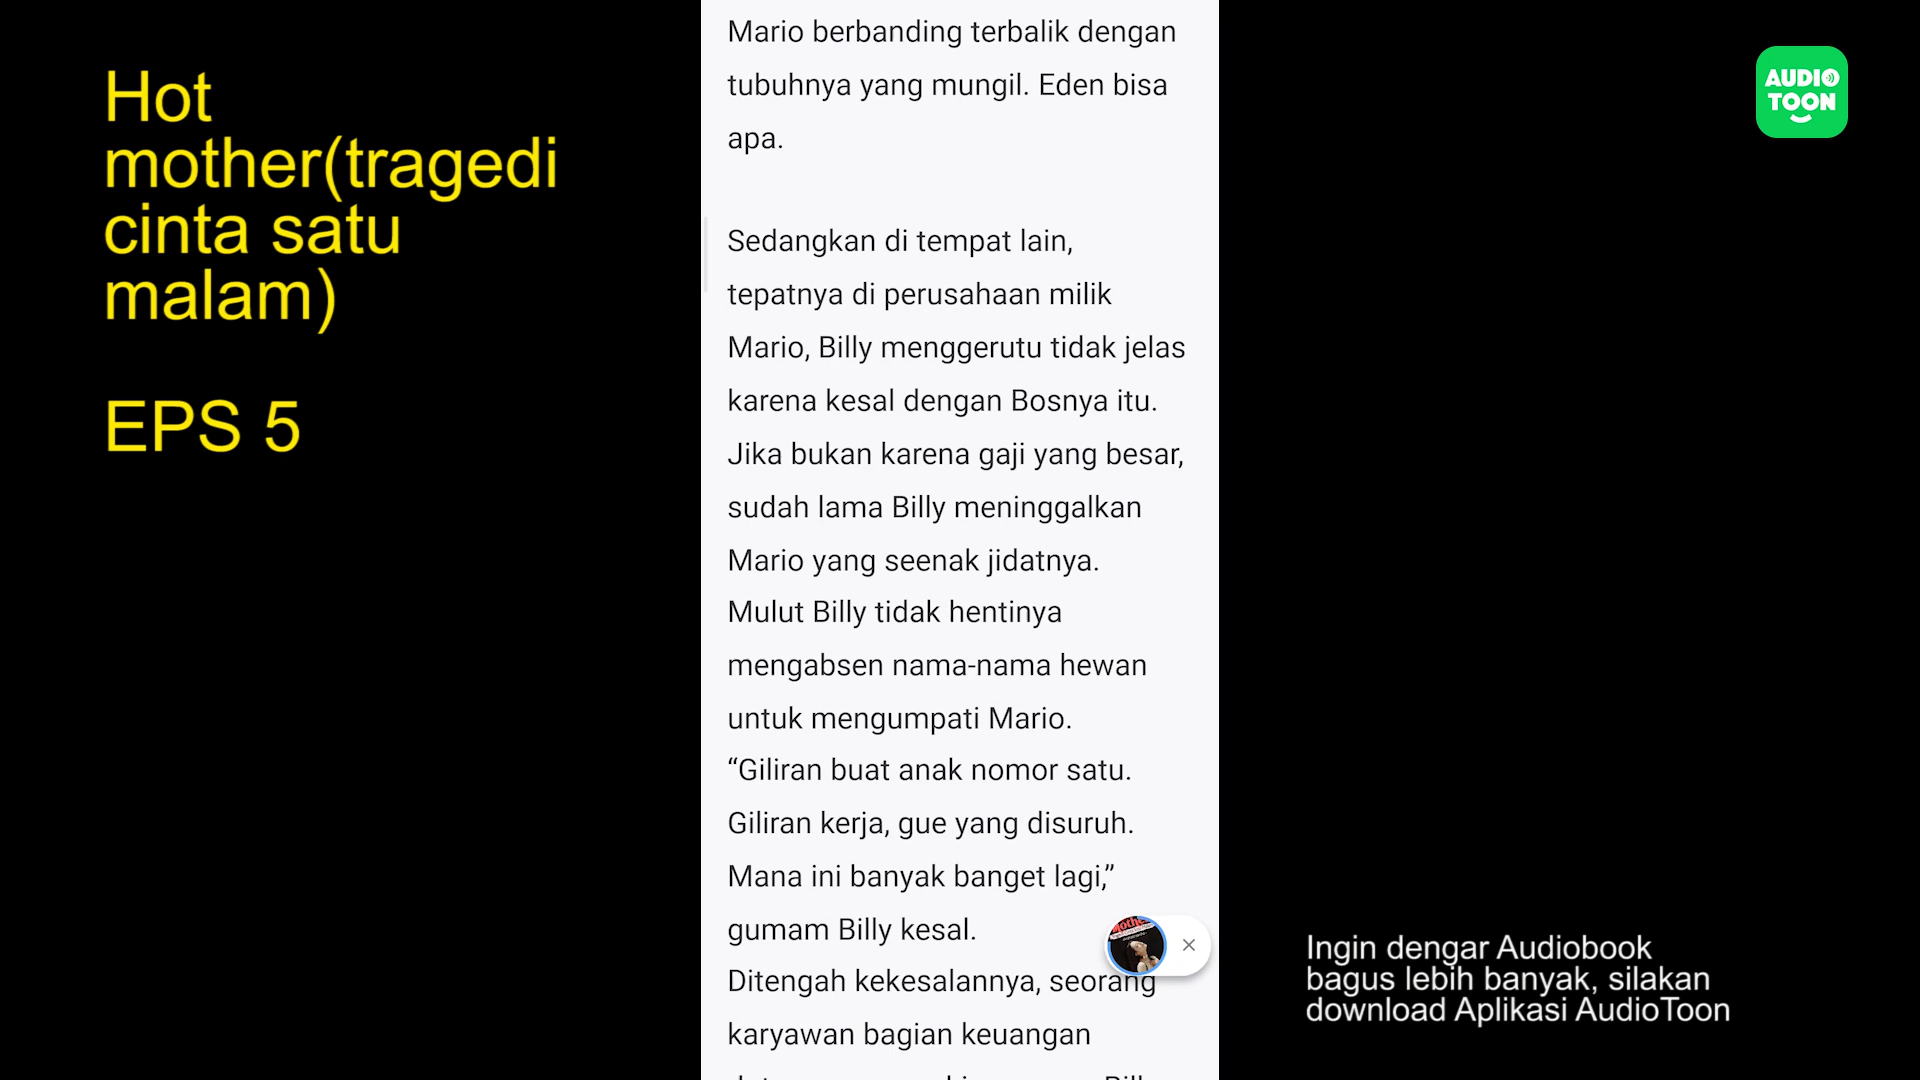 Hot
mother(tragedi
cinta satu
malam)
EPS 5
Mario berbanding terbalik dengan
tubuhnya yang mungil. Eden bisa
apa.
Sedangkan di tempat lain,
tepatnya di perusahaan milik
Mario, Billy menggerutu tidak jelas
karena kesal dengan Bosnya itu.
Jika bukan karena gaji yang besar,
sudah lama Billy meninggalkan
Mario yang seenak jidatnya.
Mulut Billy tidak hentinya
mengabsen nama-nama hewan
untuk mengumpati Mario.
“Giliran buat anak nomor satu.
Giliran kerja, gue yang disuruh.
Mana ini banyak banget lagi,”
gumam Billy kesal.
Ditengah kekesalannya, seorang
karyawan bagian keuangan
AUDIO
TOON
Ingin dengar Audiobook
bagus lebih banyak, silakan
download Aplikasi AudioToon